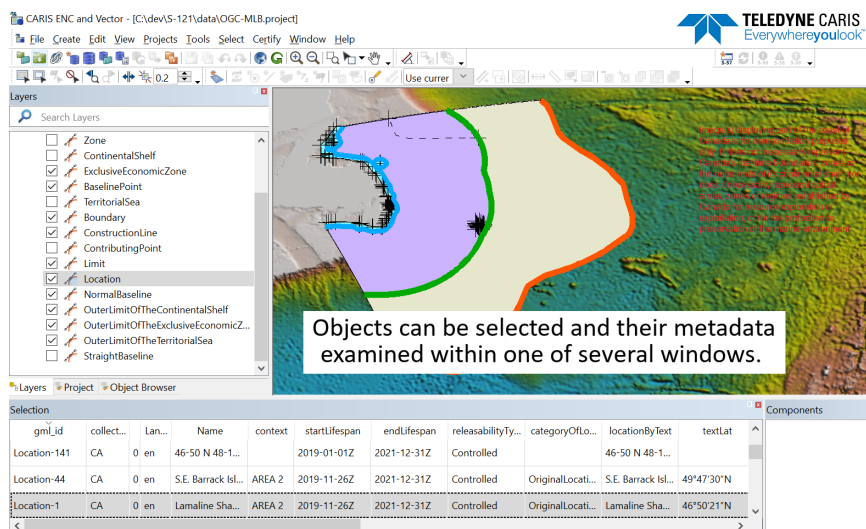 CARIS ENC and Vector - [C:\dev\S-121\data\OGC-MLB.project]
TELEDYNE CARIS
Everywhereyoulook™
File Create Edit View Projects Tools Select Certify Window Help
S-57
0.2
Use curre
Layers
Search Layers
Zone
ContinentalShelf
ExclusiveEconomicZone
BaselinePoint
TerritorialSea
Boundary
ConstructionLine
ContributingPoint
Limit
Location
NormalBaseline
OuterLimitOfTheContinentalShelf
OuterLimitOfTheExclusiveEconomicZ...
OuterLimitOfTheTerritorialSea
StraightBaseline
Layers Project Object Browser
Objects can be selected and their metadata
examined within one of several windows.
Selection
Components
gml_id collect... Lan... Name context startLifespan endLifespan releasabilityTy... categoryOfLo... locationByText textLat
Location-141 CA 0 en 46-50 N 48-1... 2019-01-01Z 2021-12-31Z Controlled 46-50 N 48-1...
Location-44 CA 0 en S.E. Barrack Isl... AREA 2 2019-11-26Z 2021-12-31Z Controlled OriginalLocati... S.E. Barrack Isl... 49°47'30"N
Location-1 CA 0 en Lamaline Sha... AREA 2 2019-11-26Z 2021-12-31Z Controlled OriginalLocati... Lamaline Sha... 46°50'21"N